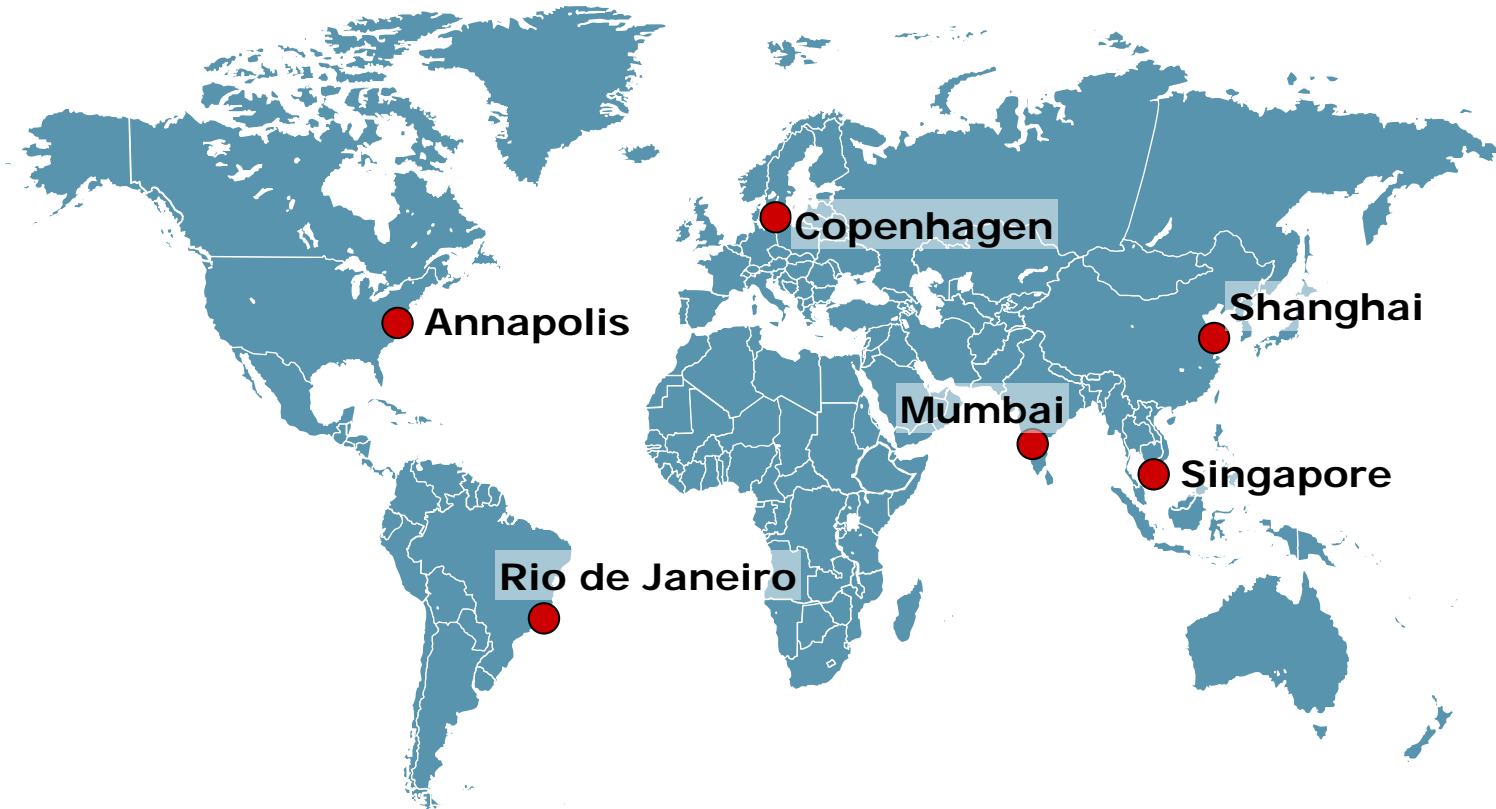 Copenhagen
Shanghai
Annapolis
Mumbai
Singapore
Rio de Janeiro